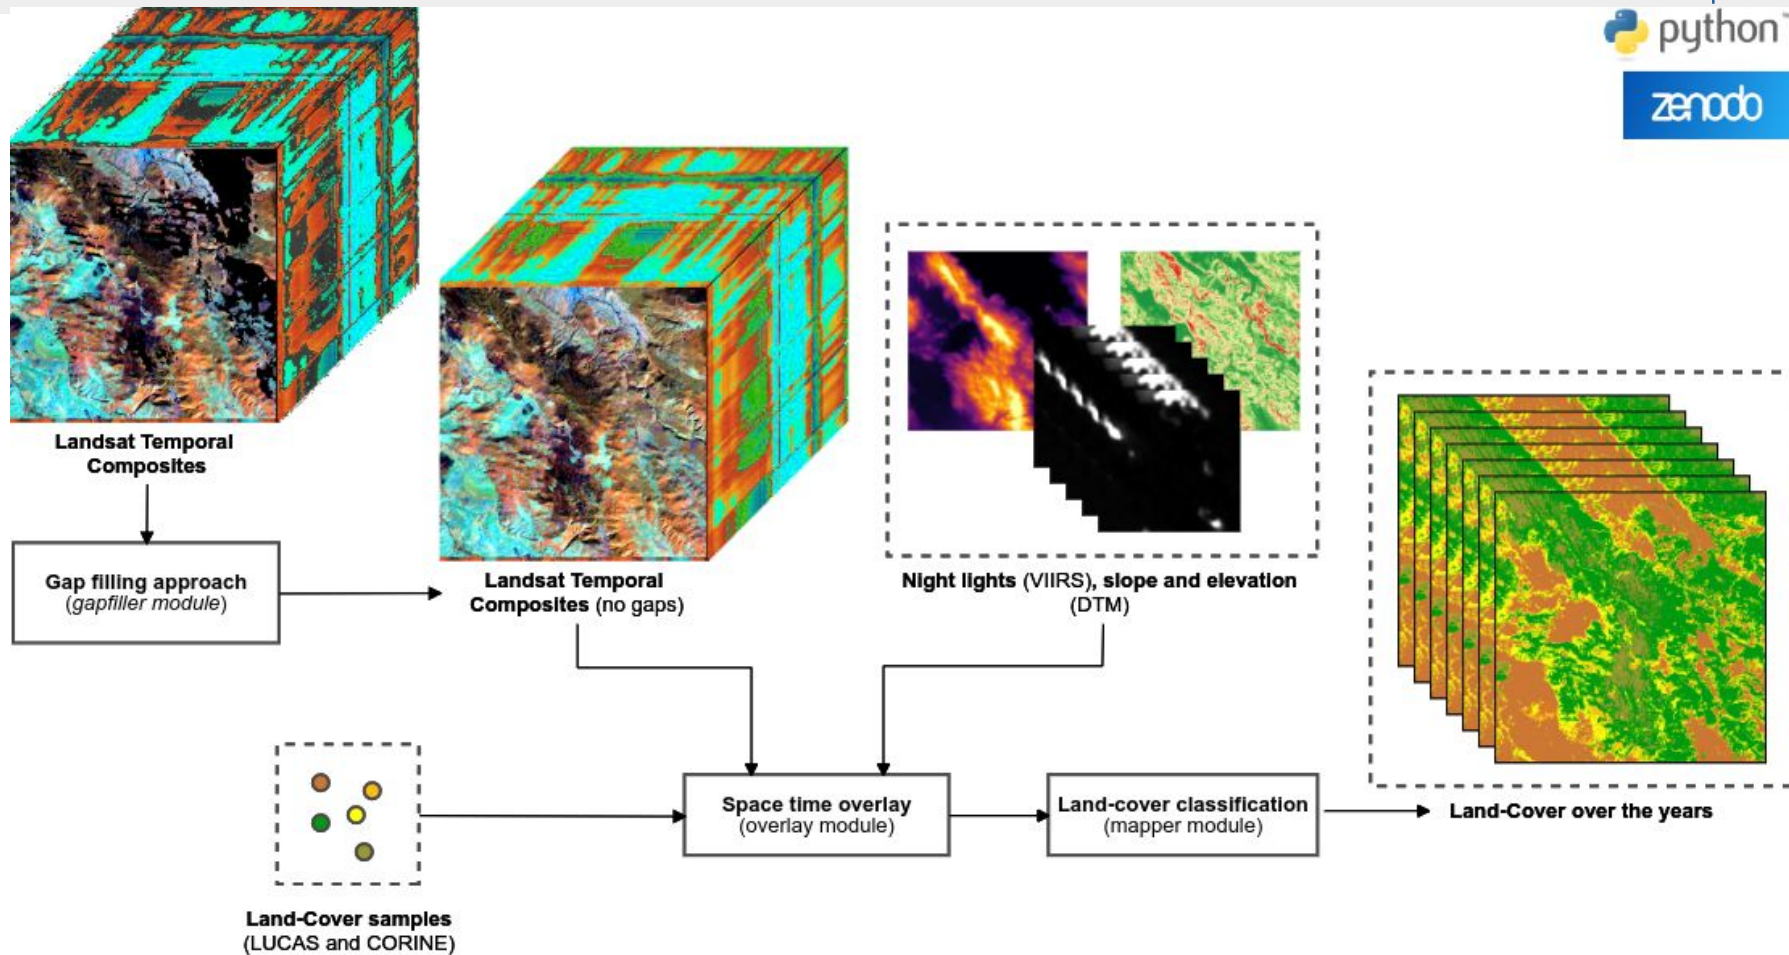 python
zenodo
Landsat Temporal
Composites
Gap filling approach
(gapfiller module)
Landsat Temporal
Composites (no gaps)
Night lights (VIIRS), slope and elevation
(DTM)
Land-Cover samples
(LUCAS and CORINE)
Space time overlay
(overlay module)
Land-cover classification
(mapper module)
Land-Cover over the years